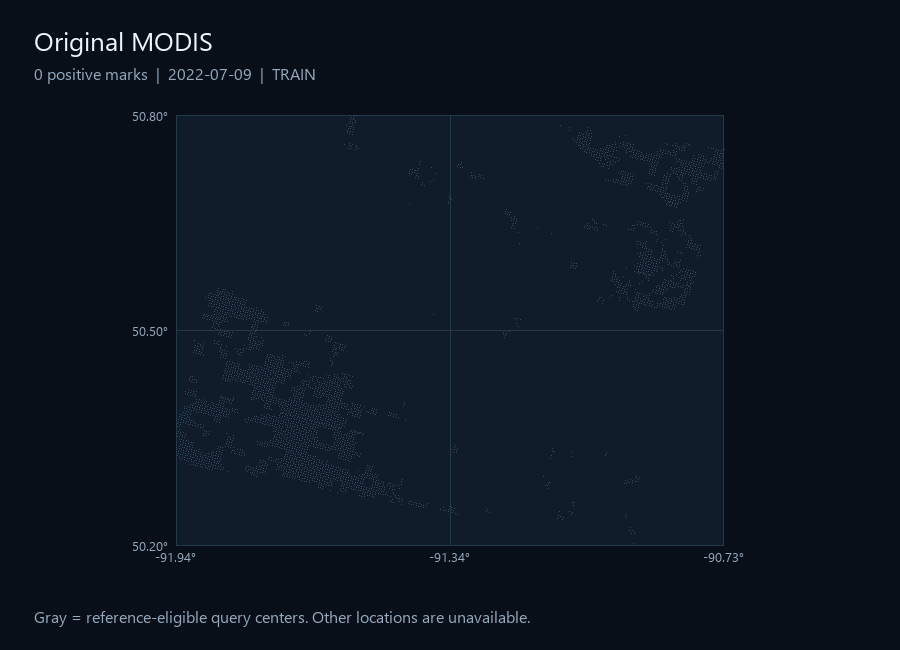 Original MODIS
0 positive marks | 2022-07-09 | TRAIN
50.80°
50.50°
50.20°
-91.94°
-91.34°
-90.73°
Gray = reference-eligible query centers. Other locations are unavailable.